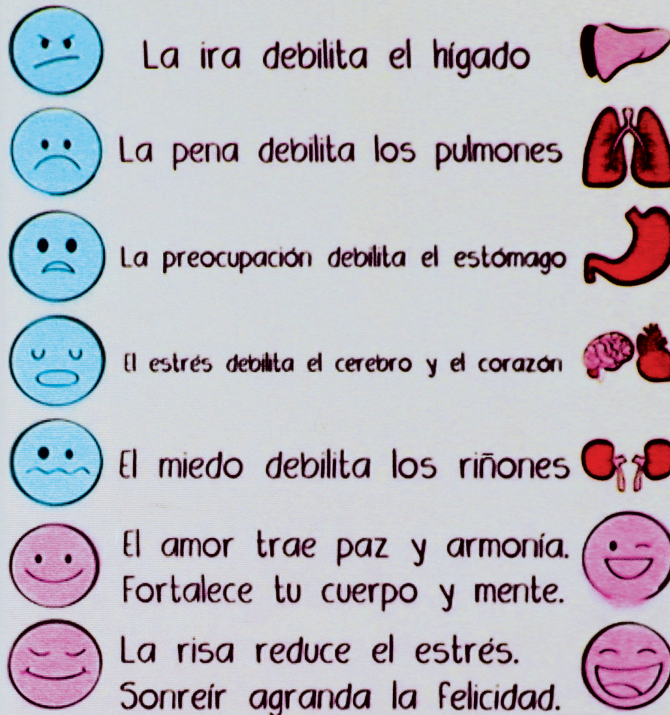 La ira debilita el hígado
La pena debilita los pulmones
La preocupación debilita el estómago
El estrés debilita el cerebro y el corazón
El miedo debilita los riñones
El amor trae paz y armonía.
Fortalece tu cuerpo y mente.
La risa reduce el estrés.
Sonreír agranda la felicidad.